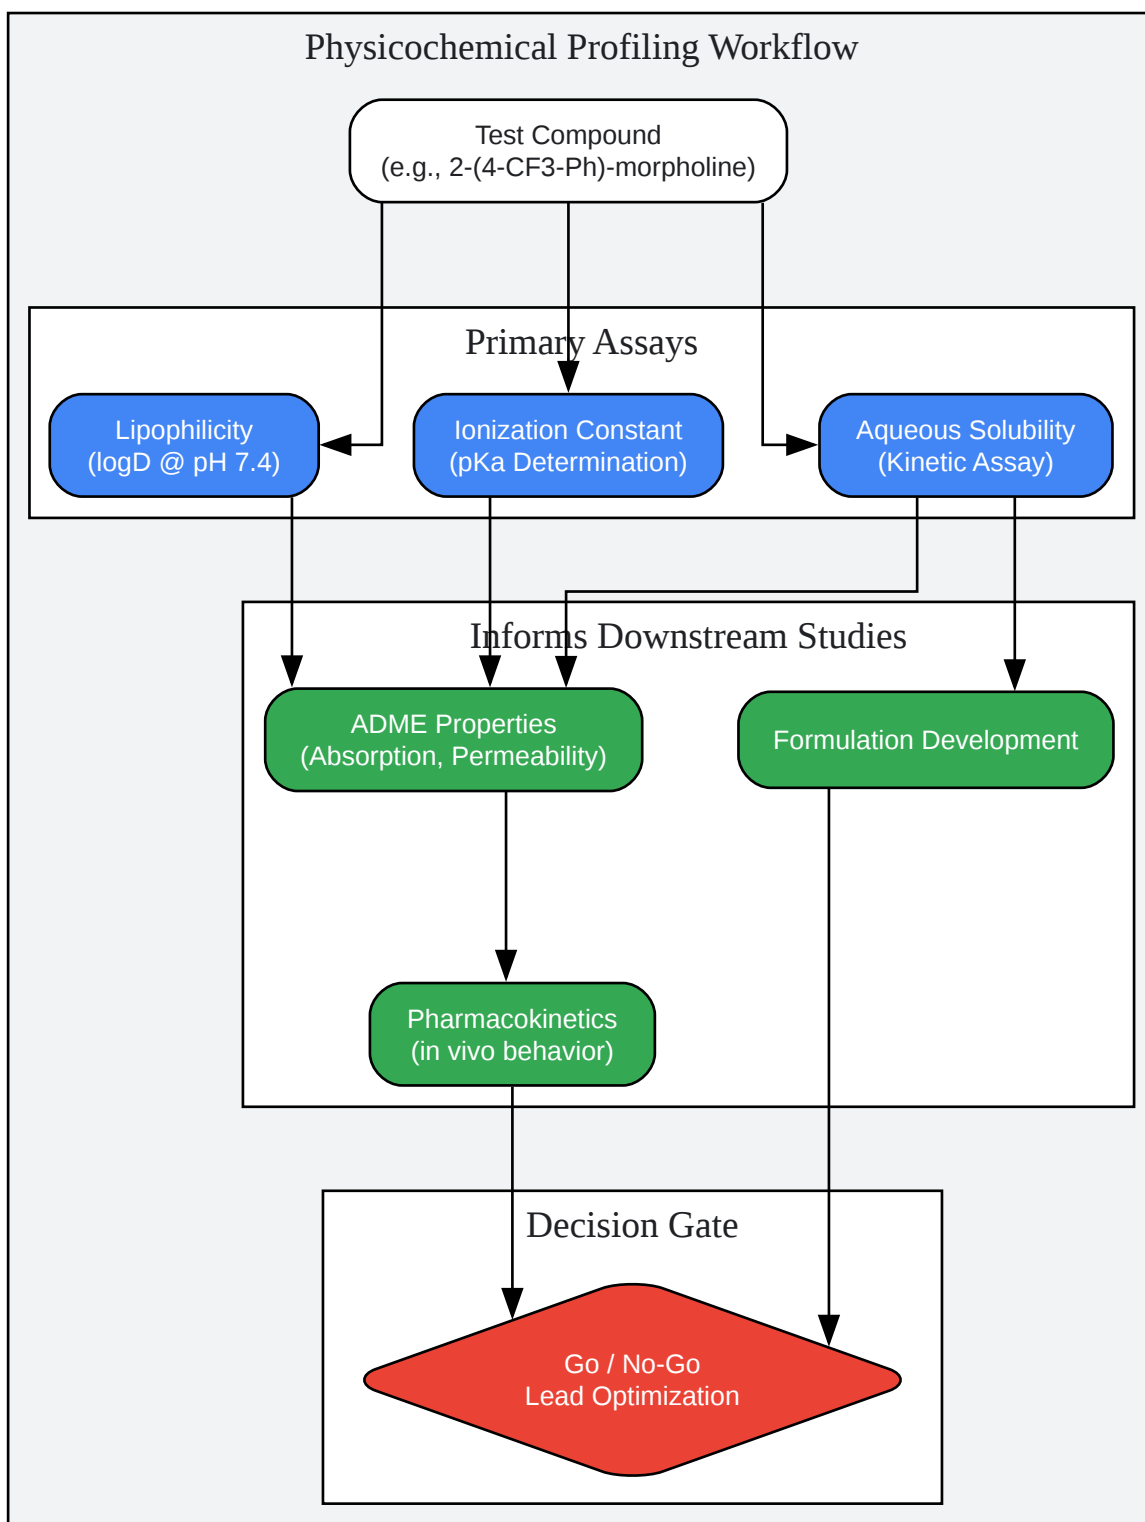 Physicochemical Profiling Workflow
Test Compound
(e.g., 2-(4-CF3-Ph)-morpholine)
Primary Assays
Lipophilicity
(logD @ pH 7.4)
Ionization Constant
(pKa Determination)
Aqueous Solubility
(Kinetic Assay)
Informs Downstream Studies
ADME Properties
(Absorption, Permeability)
Formulation Development
Pharmacokinetics
(in vivo behavior)
Decision Gate
Go / No-Go
Lead Optimization